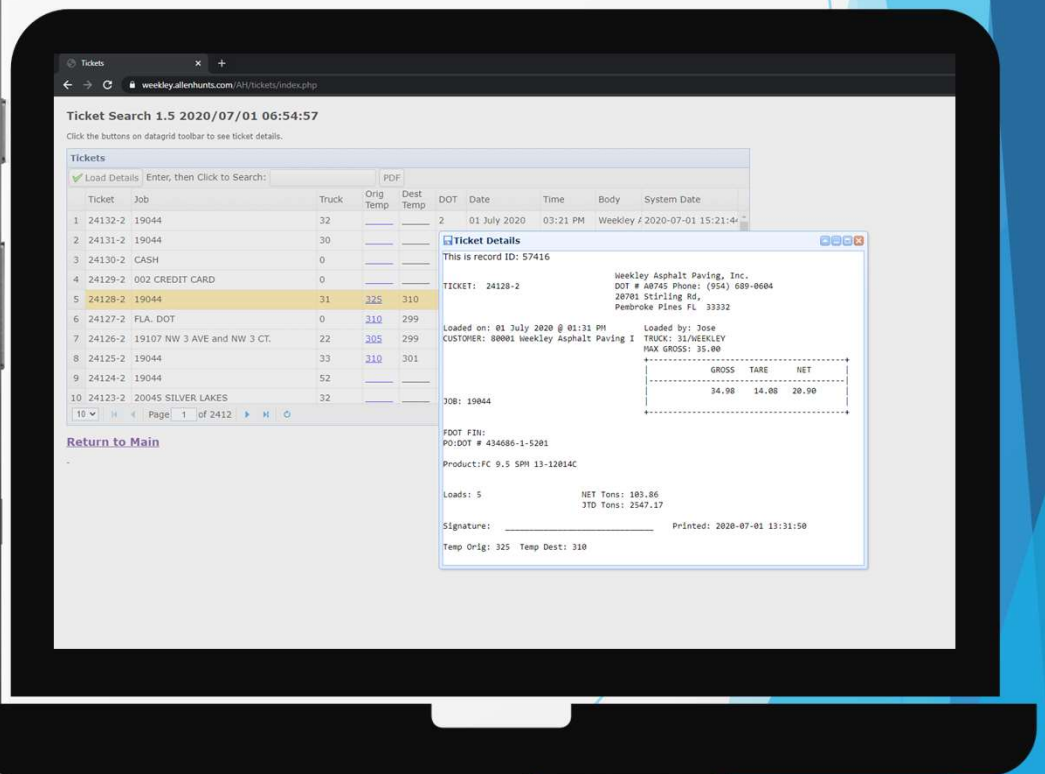 Tickets
weekley.allenhunts.com/AH/tickets/index.php
Ticket Search 1.5 2020/07/01 06:54:57
Click the buttons on datagrid toolbar to see ticket details.
Tickets
Load Details Enter, then Click to Search: PDF
Ticket Job Truck Orig Temp Dest Temp DOT Date Time Body System Date
1 24132-2 19044 32 2 01 July 2020 03:21 PM Weekley A 2020-07-01 15:21:44
2 24131-2 19044 30
3 24130-2 CASH 0
4 24129-2 002 CREDIT CARD 0
5 24128-2 19044 31 325 310
6 24127-2 FLA. DOT 0 310 299
7 24126-2 19107 NW 3 AVE and NW 3 CT. 22 305 299
8 24125-2 19044 33 310 301
9 24124-2 19044 52
10 24123-2 20045 SILVER LAKES 32
10 Page 1 of 2412
Return to Main
Ticket Details
This is record ID: 57416
Weekley Asphalt Paving, Inc.
TICKET: 24128-2 DOT # A0745 Phone: (954) 689-0604
20701 Stirling Rd,
Pembroke Pines FL 33332
Loaded on: 01 July 2020 @ 01:31 PM Loaded by: Jose
CUSTOMER: 80001 Weekley Asphalt Paving I TRUCK: 31/WEEKLEY
MAX GROSS: 35.00
GROSS TARE NET
34.98 14.08 20.90
JOB: 19044
FDOT FIN:
PO:DOT # 434686-1-5201
Product:FC 9.5 SPM 13-12014C
Loads: 5 NET Tons: 103.86
JTD Tons: 2547.17
Signature: Printed: 2020-07-01 13:31:50
Temp Orig: 325 Temp Dest: 310